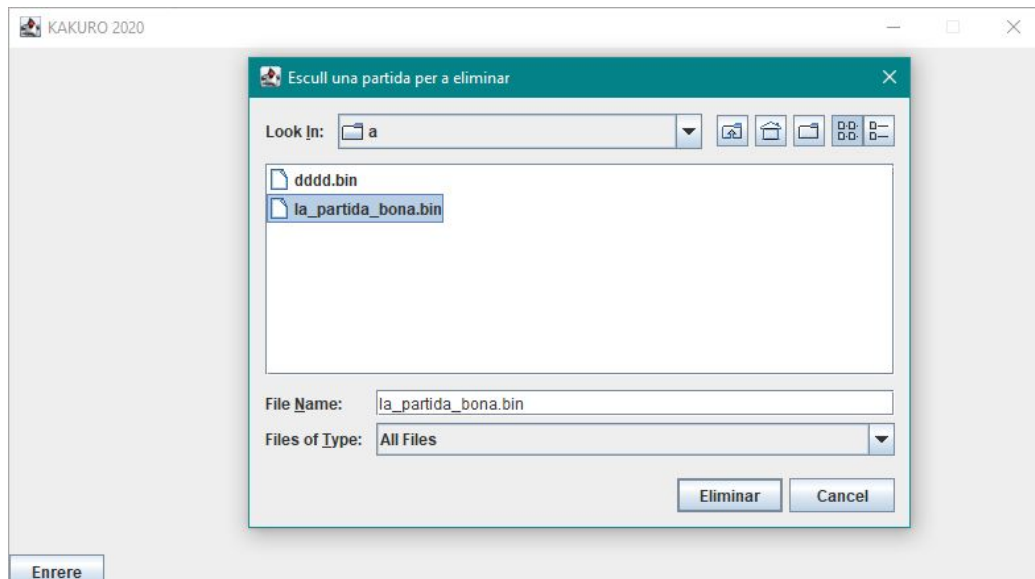 KAKURO 2020
Escull una partida per a eliminar
Look In: a
dddd.bin
la_partida_bona.bin
File Name: la_partida_bona.bin
Files of Type: All Files
Eliminar Cancel
Enrere